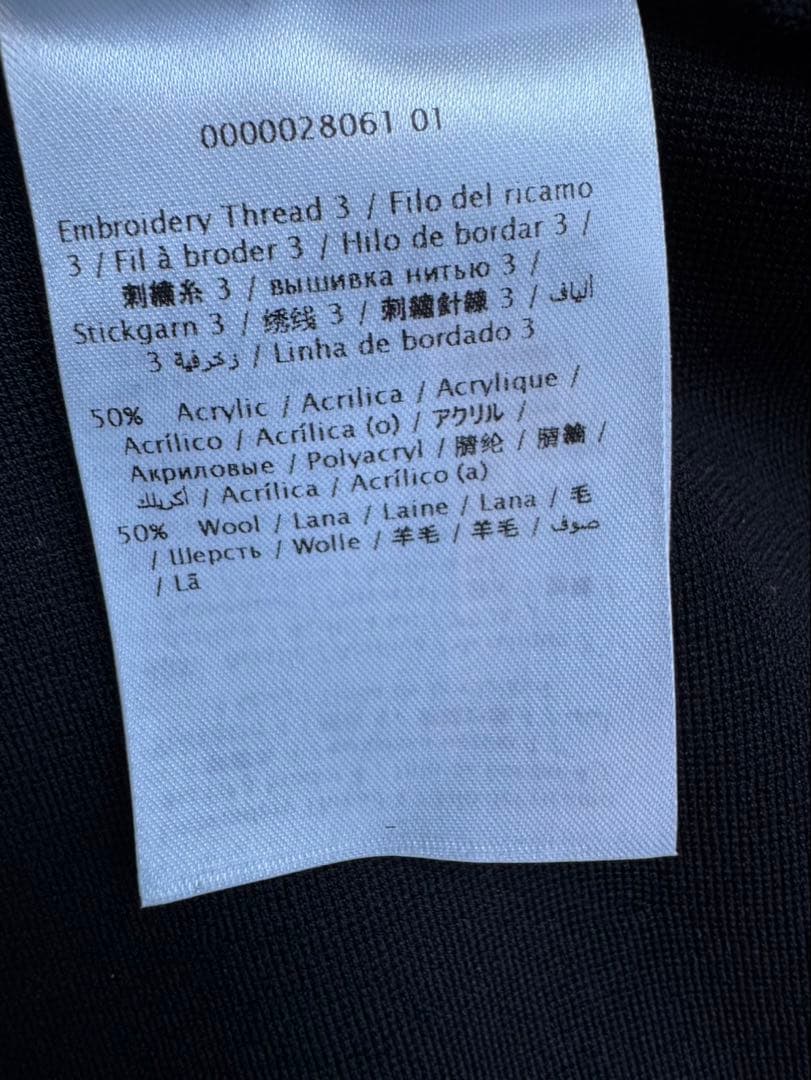 0000028061 01
Embroidery Thread 3 / Filo del ricamo
3 / Fil à broder 3 / Hilo de bordar 3 /
刺繍糸 3 / вышивка нитью 3 /
Stickgarn 3 / 绣线 3 / 刺繡針線 3 / ألياف
زخرفية 3 / Linha de bordado 3
50% Acrylic / Acrilica / Acrylique /
Acrílico / Acrílica (o) / アクリル /
Акриловые / Polyacryl / 腈纶 / 腈綸 /
أكريلك / Acrílica / Acrílico (a)
50% Wool / Lana / Laine / Lana / 毛
/ Шерсть / Wolle / 羊毛 / 羊毛 / صوف
/ Lã